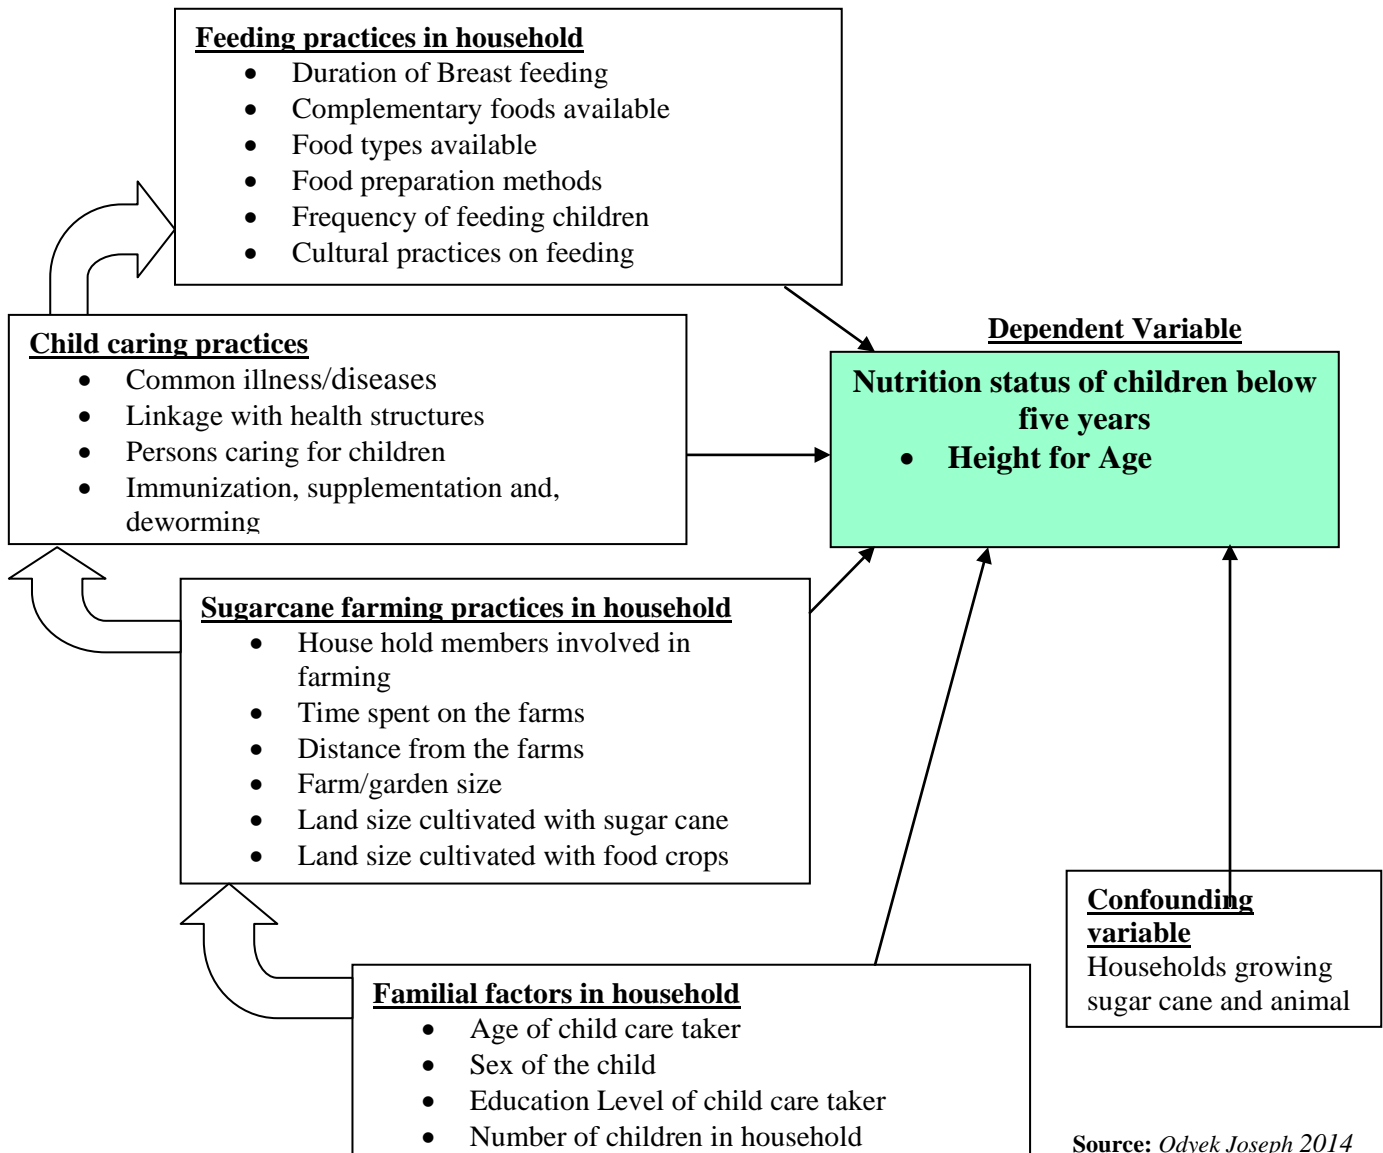 Feeding practices in household
• Duration of Breast feeding
• Complementary foods available
• Food types available
• Food preparation methods
• Frequency of feeding children
• Cultural practices on feeding
Child caring practices
• Common illness/diseases
• Linkage with health structures
• Persons caring for children
• Immunization, supplementation and,
deworming
Dependent Variable
Nutrition status of children below
five years
• Height for Age
Sugarcane farming practices in household
• House hold members involved in
farming
• Time spent on the farms
• Distance from the farms
• Farm/garden size
• Land size cultivated with sugar cane
• Land size cultivated with food crops
Confounding
variable
Households growing
sugar cane and animal
Familial factors in household
• Age of child care taker
• Sex of the child
• Education Level of child care taker
• Number of children in household
Source: Odyek Joseph 2014